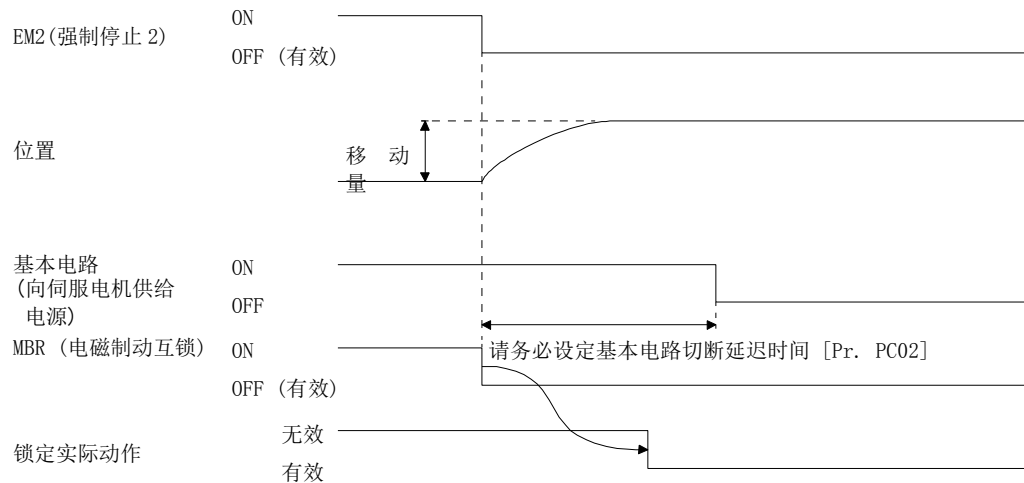 EM2(强制停止 2)
ON
OFF (有效)
位置
移 动
量
基本电路
(向伺服电机供给
电源)
ON
OFF
请务必设定基本电路切断延迟时间 [Pr. PC02]
MBR (电磁制动互锁)
ON
OFF (有效)
锁定实际动作
无效
有效